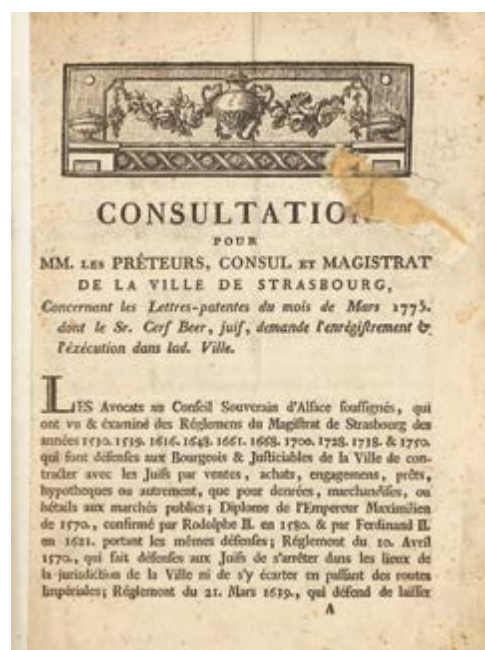 CONSULTATION
POUR
MM. LES PRÉTEURS, CONSUL ET MAGISTRAT
DE LA VILLE DE STRASBOURG,
Concernant les Lettres-patentes du mois de Mars 1775.
dont le Sr. Cerf Beer, juif, demande l'enrégiſtrement &
l'éxécution dans lad. Ville.
LES Avocats au Conſeil Souverain d'Alſace ſouſſignés, qui
ont vu & éxaminé des Réglemens du Magiſtrat de Strasbourg des
années 1530. 1539. 1616. 1648. 1661. 1668. 1700. 1728. 1718. & 1750.
qui font défenſes aux Bourgeois & Juſticiables de la Ville de con-
tracter avec les Juifs par ventes, achats, engagemens, prêts,
hypotheques ou autrement, que pour denrées, marchandiſes, ou
bétails aux marchés publics; Diplome de l'Empereur Maximilien
de 1570., confirmé par Rodolphe II. en 1580. & par Ferdinand II.
en 1621. portant les mêmes défenſes; Réglement du 10. Avril
1570., qui fait défenſes aux Juifs de s'arrêter dans les lieux de
la juriſdiction de la Ville ni de s'y écarter en paſſant des routes
Impériales; Réglement du 21. Mars 1639., qui défend de laiſſer
A